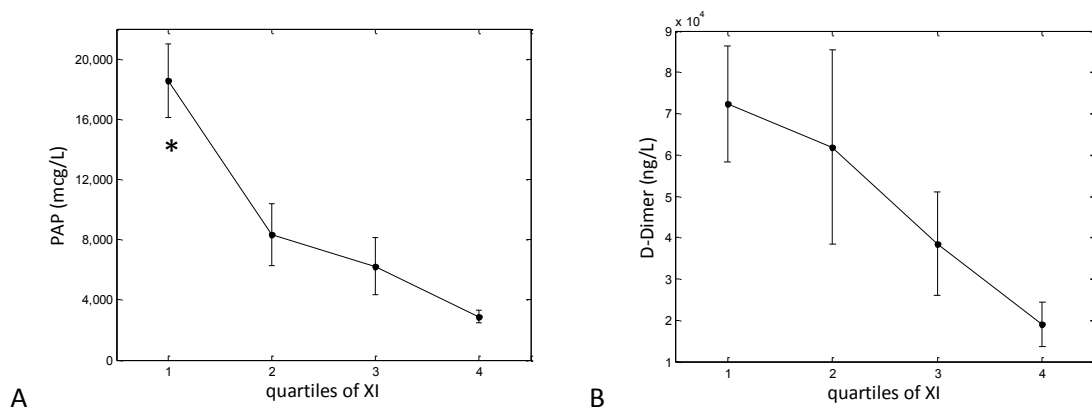 PAP (mcg/L)
20,000
16,000
12,000
8,000
4,000
0
*
1 2 3 4
quartiles of XI
A
x 10⁴
D-Dimer (ng/L)
9
8
7
6
5
4
3
2
1
1 2 3 4
quartiles of XI
B